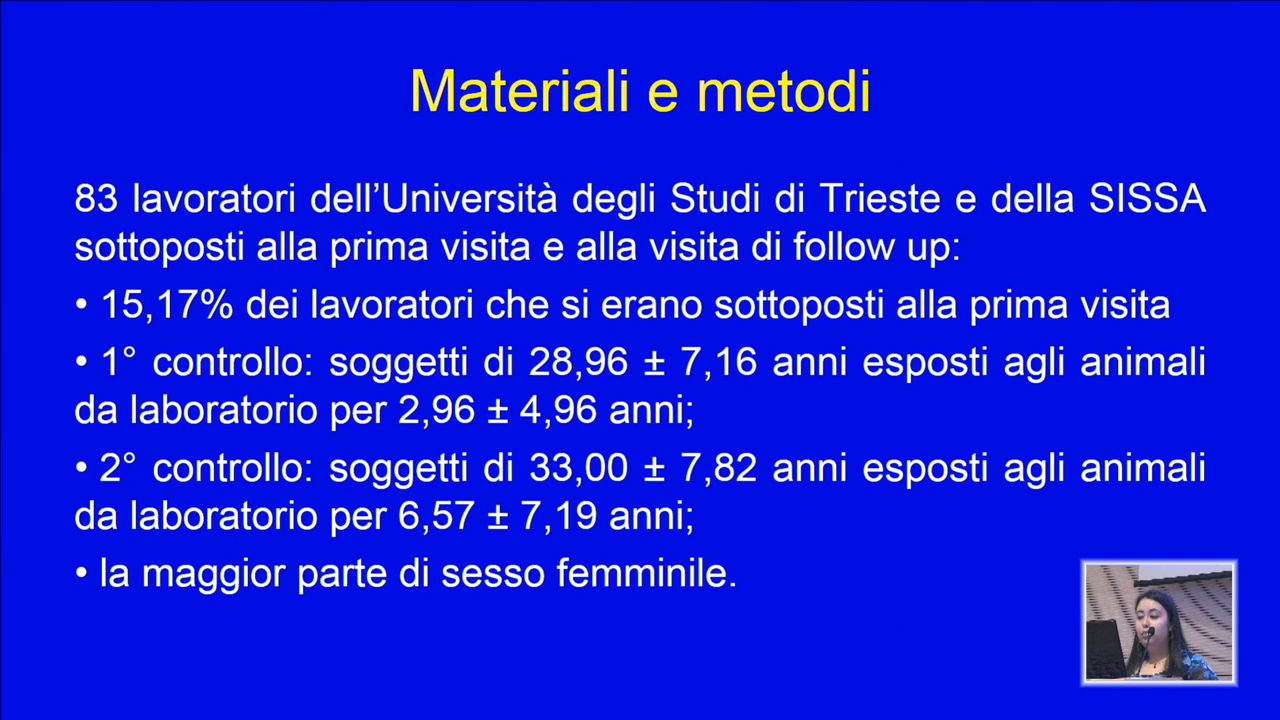 Materiali e metodi
83 lavoratori dell’Università degli Studi di Trieste e della SISSA
sottoposti alla prima visita e alla visita di follow up:
• 15,17% dei lavoratori che si erano sottoposti alla prima visita
• 1° controllo: soggetti di 28,96 ± 7,16 anni esposti agli animali
da laboratorio per 2,96 ± 4,96 anni;
• 2° controllo: soggetti di 33,00 ± 7,82 anni esposti agli animali
da laboratorio per 6,57 ± 7,19 anni;
• la maggior parte di sesso femminile.